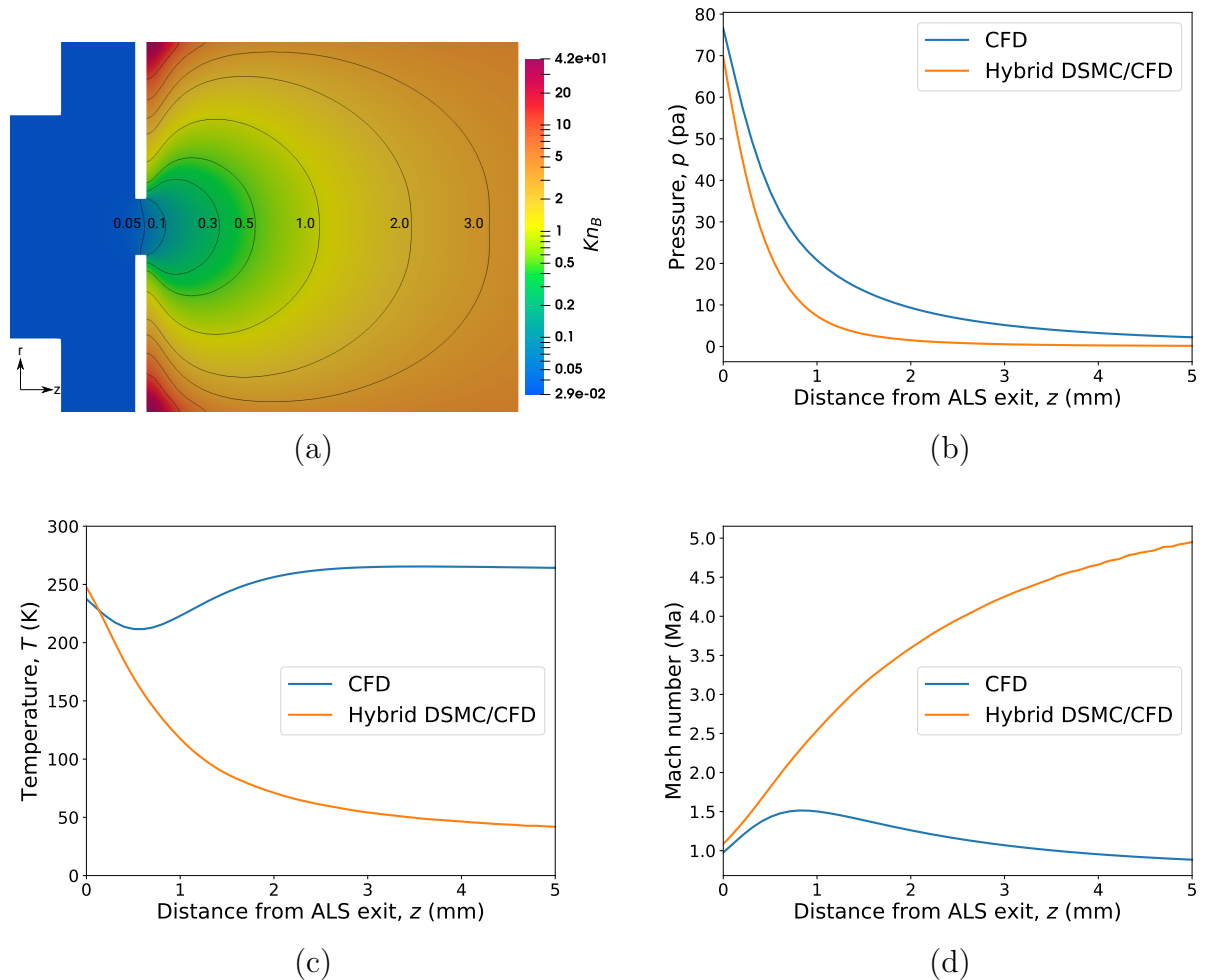 4.2e+01
20
10
5
2
1
0.5
0.2
0.1
0.05
2.9e-02
Kn_B
0.05 0.1 0.3 0.5 1.0 2.0 3.0
r
z
(a)
80
70
60
50
40
30
20
10
0
Pressure, p (pa)
CFD
Hybrid DSMC/CFD
0 1 2 3 4 5
Distance from ALS exit, z (mm)
(b)
300
250
200
150
100
50
0
Temperature, T (K)
CFD
Hybrid DSMC/CFD
0 1 2 3 4 5
Distance from ALS exit, z (mm)
(c)
5.0
4.5
4.0
3.5
3.0
2.5
2.0
1.5
1.0
Mach number (Ma)
CFD
Hybrid DSMC/CFD
0 1 2 3 4 5
Distance from ALS exit, z (mm)
(d)